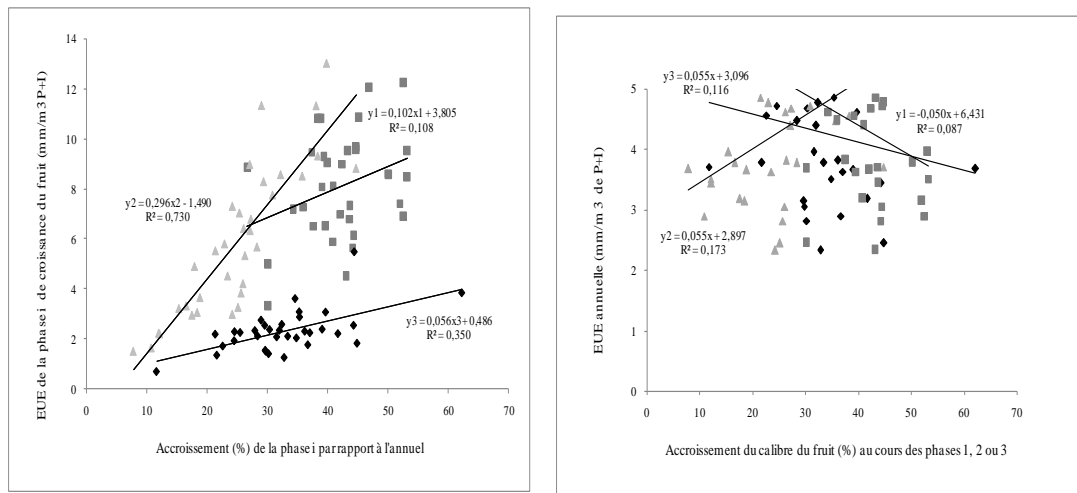 EUE de la phase i de croissance du fruit (mm/m3 P+I)
14
12
10
8
6
4
2
0
0 10 20 30 40 50 60 70
y1 = 0,102x1 + 3,805
R² = 0,108
y2 = 0,296x2 - 1,490
R² = 0,730
y3 = 0,056x3 + 0,486
R² = 0,350
Accroissement (%) de la phase i par rapport à l'annuel
EUE annuelle (mm/m 3 de P+I)
5
4
3
2
1
0
0 10 20 30 40 50 60 70
y3 = 0,055x + 3,096
R² = 0,116
y1 = -0,050x + 6,431
R² = 0,087
y2 = 0,055x + 2,897
R² = 0,173
Accroissement du calibre du fruit (%) au cours des phases 1, 2 ou 3